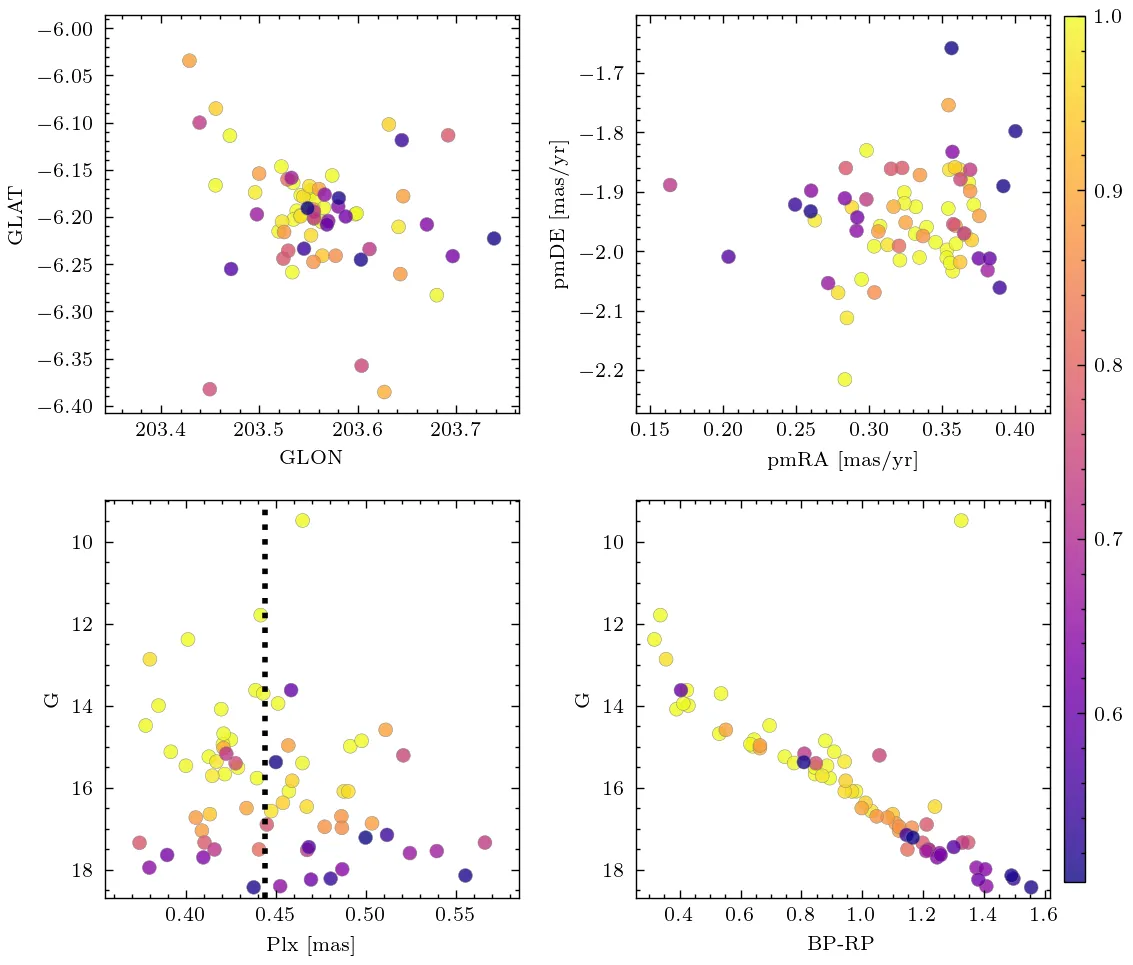 −6.00
−6.05
−6.10
−6.15
−6.20
−6.25
−6.30
−6.35
−6.40
GLAT
203.4 203.5 203.6 203.7
GLON
−1.7
−1.8
−1.9
−2.0
−2.1
−2.2
pmDE [mas/yr]
0.15 0.20 0.25 0.30 0.35 0.40
pmRA [mas/yr]
10
12
14
16
18
G
0.40 0.45 0.50 0.55
Plx [mas]
10
12
14
16
18
G
0.4 0.6 0.8 1.0 1.2 1.4 1.6
BP-RP
1.0
0.9
0.8
0.7
0.6